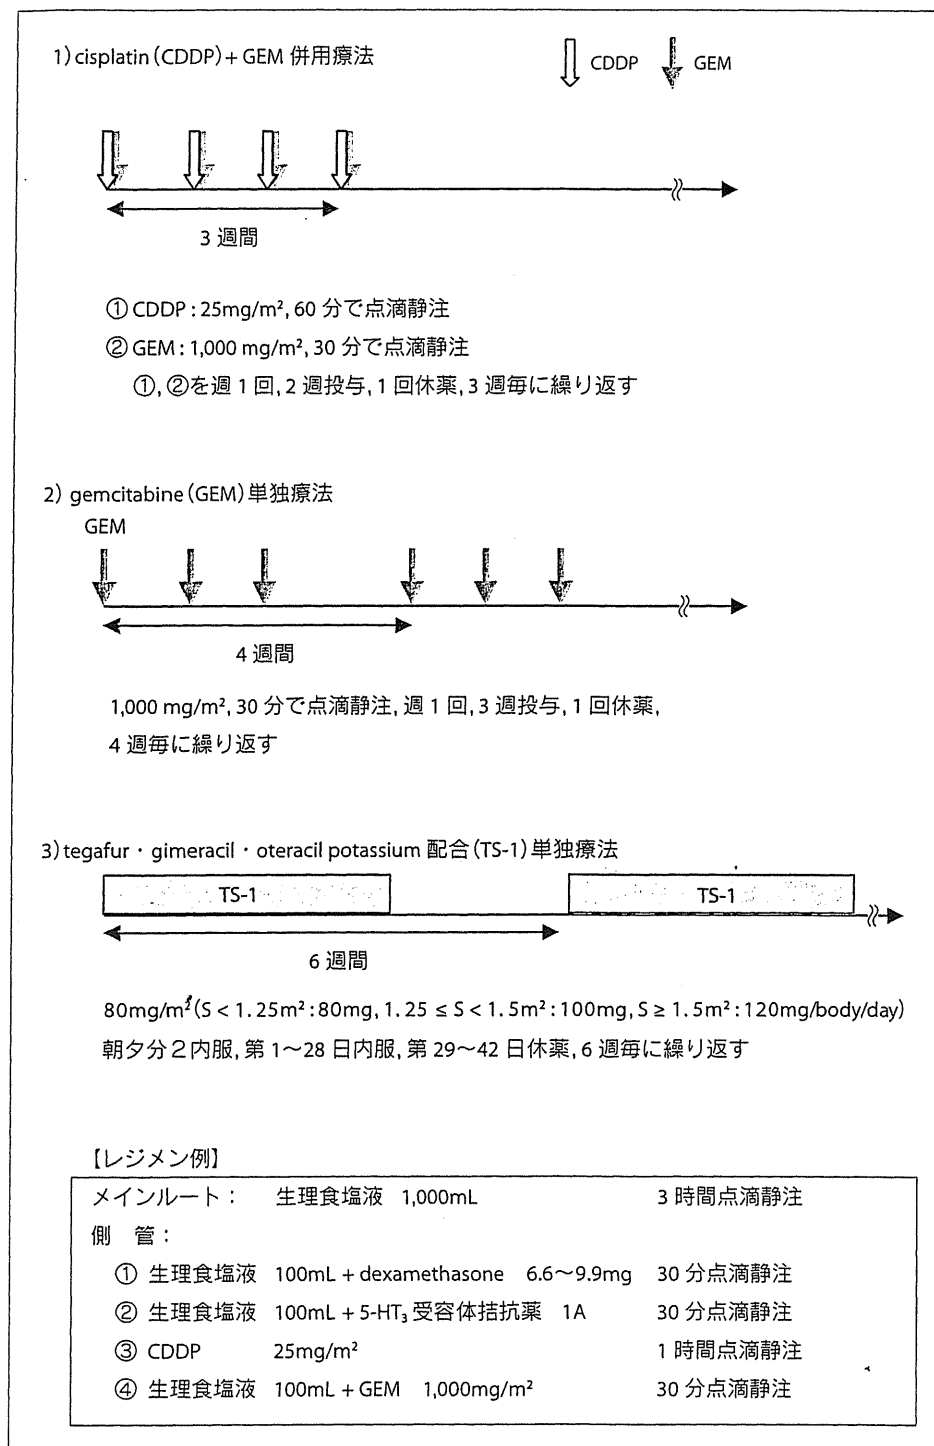 1)cisplatin(CDDP)+ GEM 併用療法
CDDP
GEM
3 週間
①CDDP:25mg/m², 60 分で点滴静注
②GEM:1,000 mg/m², 30 分で点滴静注
①,②を週 1 回, 2 週投与, 1 回休薬, 3 週毎に繰り返す
2) gemcitabine(GEM)単独療法
GEM
4 週間
1,000 mg/m², 30 分で点滴静注, 週 1 回, 3 週投与, 1 回休薬,
4 週毎に繰り返す
3)tegafur・gimeracil・oteracil potassium 配合(TS-1)単独療法
TS-1
TS-1
6 週間
80mg/m²(S < 1.25m²:80mg, 1.25 ≤ S < 1.5m²:100mg, S ≥ 1.5m²:120mg/body/day)
朝夕分2内服, 第 1〜28 日内服, 第 29〜42 日休薬, 6 週毎に繰り返す
【レジメン例】
メインルート: 生理食塩液 1,000mL 3 時間点滴静注
側 管:
① 生理食塩液 100mL + dexamethasone 6.6〜9.9mg 30 分点滴静注
② 生理食塩液 100mL + 5-HT₃ 受容体拮抗薬 1A 30 分点滴静注
③ CDDP 25mg/m² 1 時間点滴静注
④ 生理食塩液 100mL + GEM 1,000mg/m² 30 分点滴静注